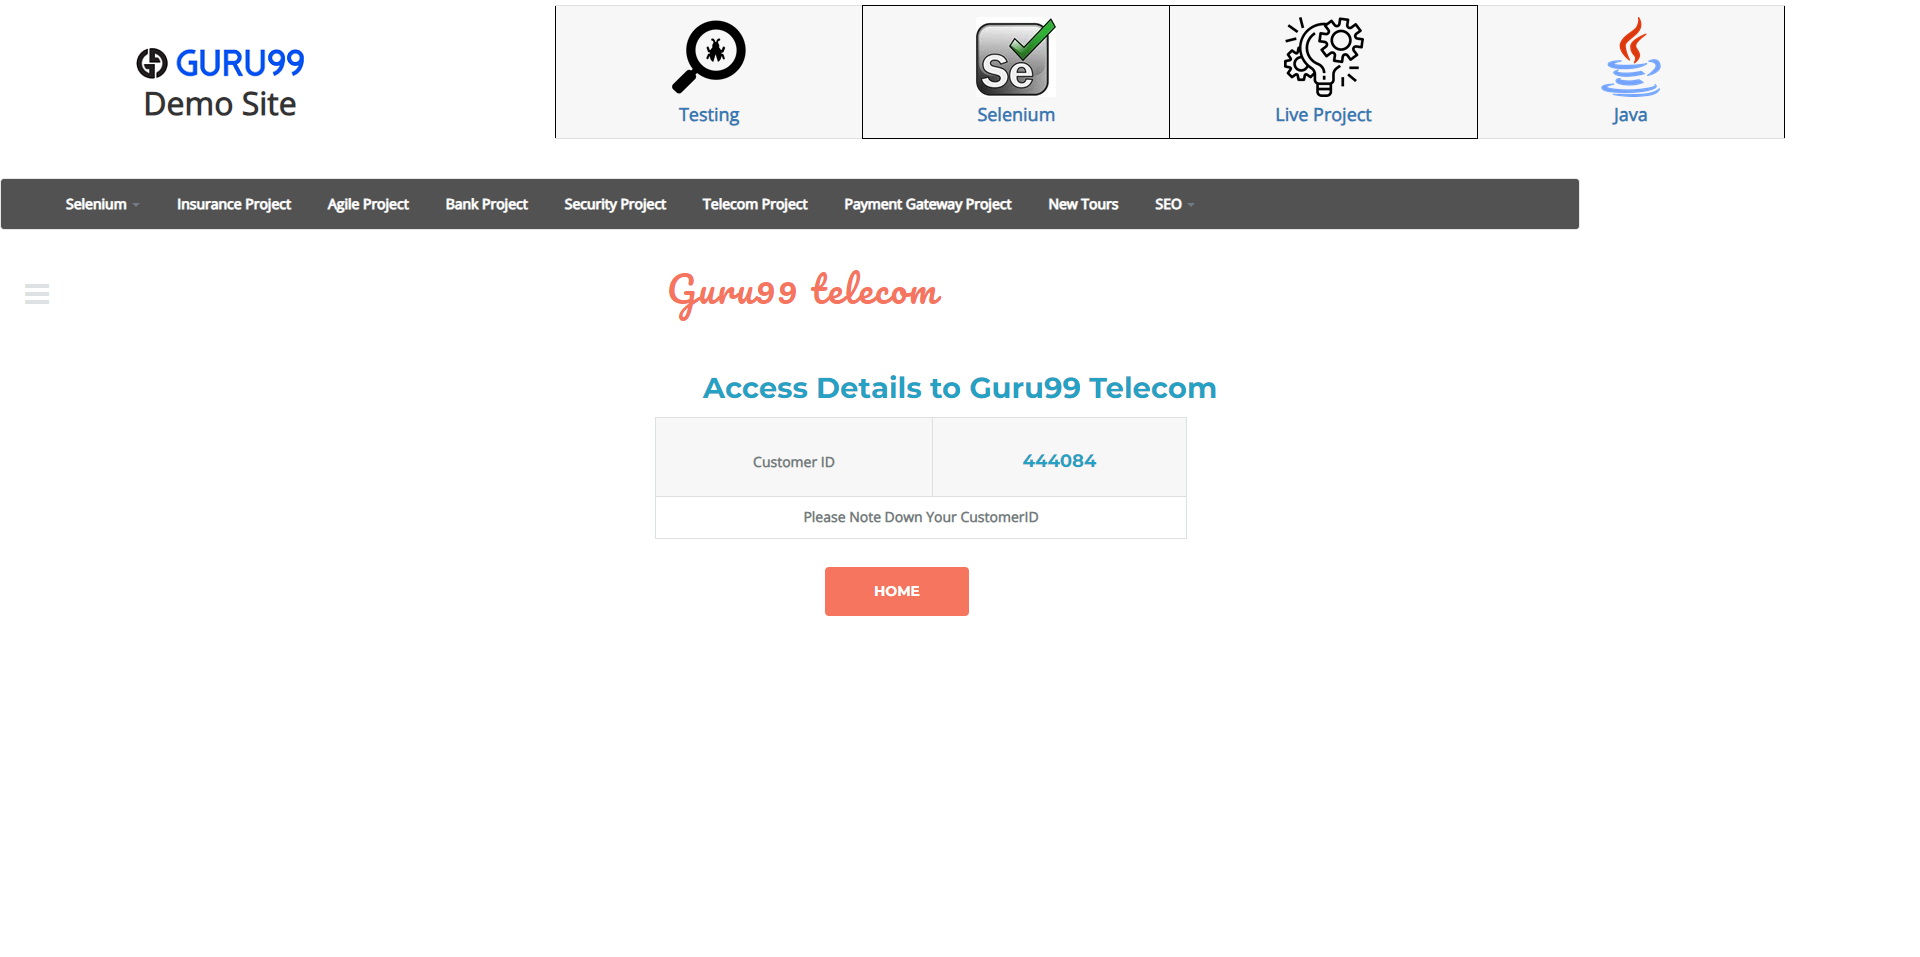 GURU99
Demo Site
Testing
Se
Selenium
Live Project
Java
Selenium Insurance Project Agile Project Bank Project Security Project Telecom Project Payment Gateway Project New Tours SEO
Guru99 telecom
Access Details to Guru99 Telecom
Customer ID 444084
Please Note Down Your CustomerID
HOME